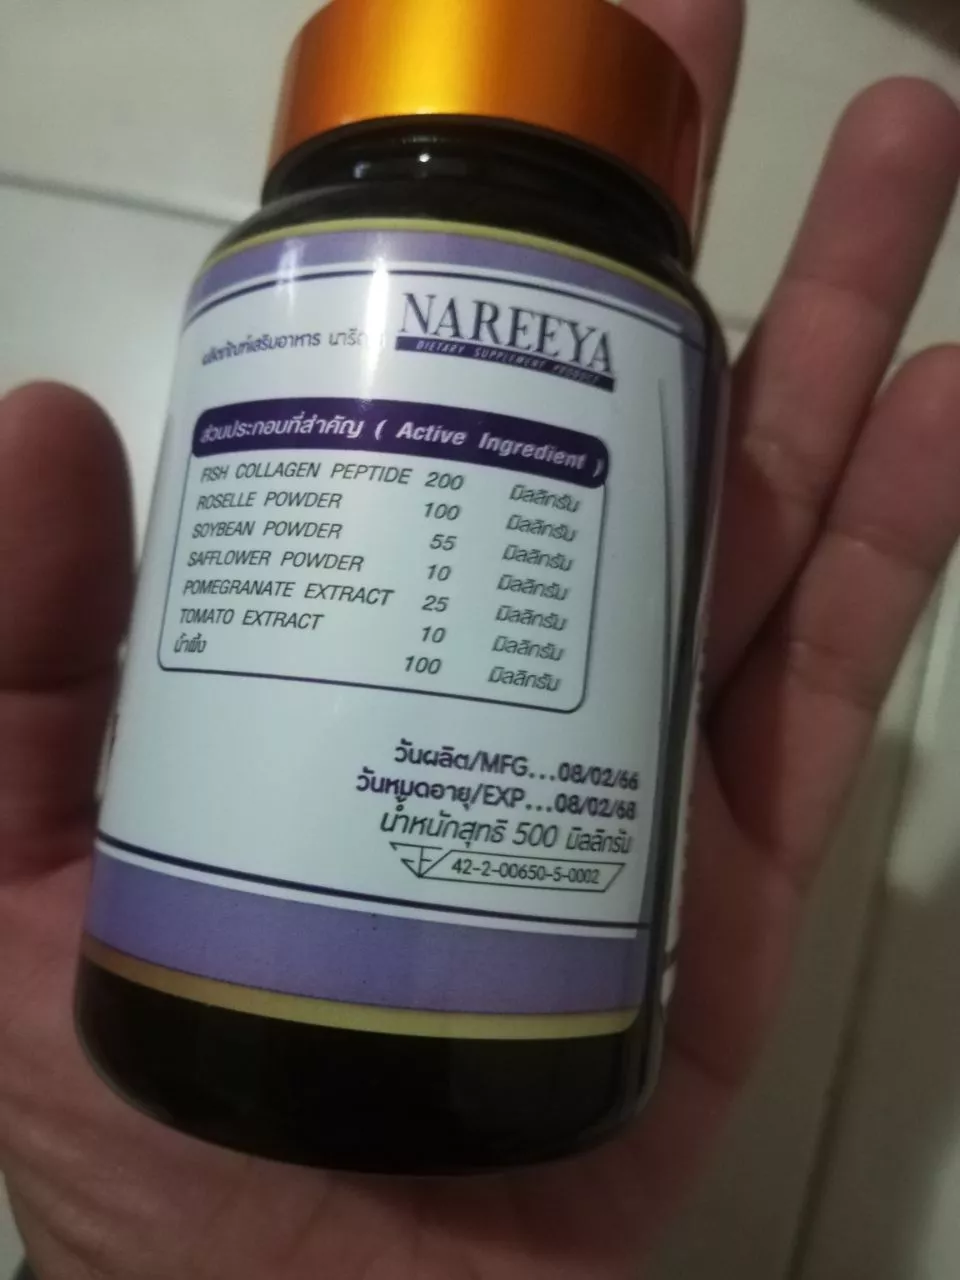 NAREEYA
DIETARY SUPPLEMENT PRODUCT
ผลิตภัณฑ์เสริมอาหาร
ส่วนประกอบที่สำคัญ ( Active Ingredient )
FISH COLLAGEN PEPTIDE 200 มิลลิกรัม
ROSELLE POWDER 100 มิลลิกรัม
SOYBEAN POWDER 55 มิลลิกรัม
SAFFLOWER POWDER 10 มิลลิกรัม
POMEGRANATE EXTRACT 25 มิลลิกรัม
TOMATO EXTRACT 10 มิลลิกรัม
น้ำผึ้ง 100 มิลลิกรัม
วันผลิต/MFG...08/02/66
วันหมดอายุ/EXP...08/02/68
น้ำหนักสุทธิ 500 มิลลิกรัม
42-2-00650-5-0002